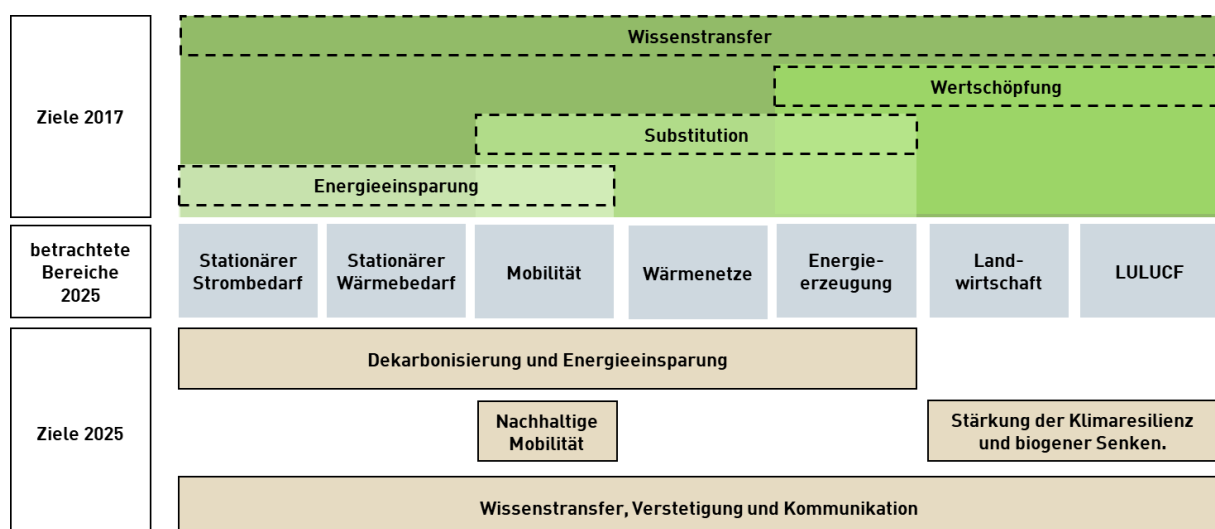 Ziele 2017
Wissenstransfer
Wertschöpfung
Substitution
Energieeinsparung
betrachtete
Bereiche
2025
Stationärer
Strombedarf
Stationärer
Wärmebedarf
Mobilität
Wärmenetze
Energie-
erzeugung
Land-
wirtschaft
LULUCF
Ziele 2025
Dekarbonisierung und Energieeinsparung
Nachhaltige
Mobilität
Stärkung der Klimaresilienz
und biogener Senken.
Wissenstransfer, Verstetigung und Kommunikation